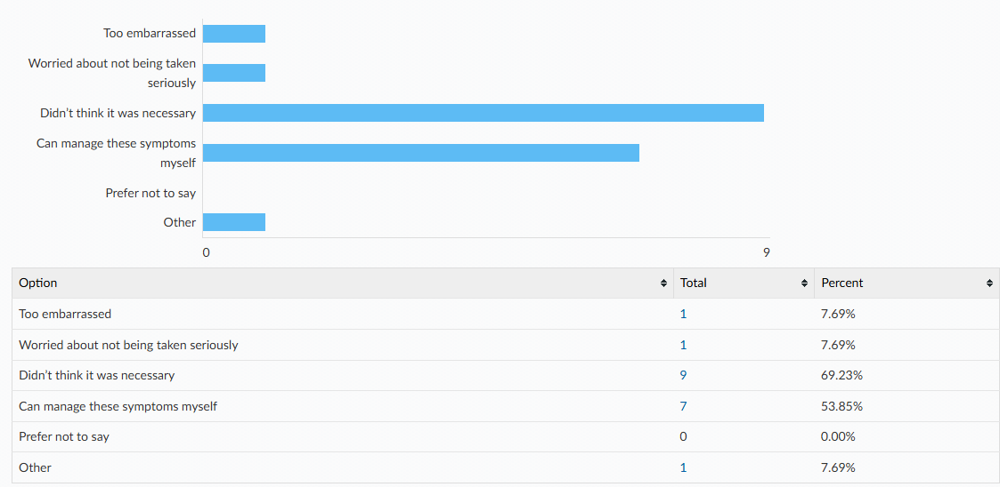 Too embarrassed
Worried about not being taken
seriously
Didn’t think it was necessary
Can manage these symptoms
myself
Prefer not to say
Other
0 9
Option Total Percent
Too embarrassed 1 7.69%
Worried about not being taken seriously 1 7.69%
Didn’t think it was necessary 9 69.23%
Can manage these symptoms myself 7 53.85%
Prefer not to say 0 0.00%
Other 1 7.69%